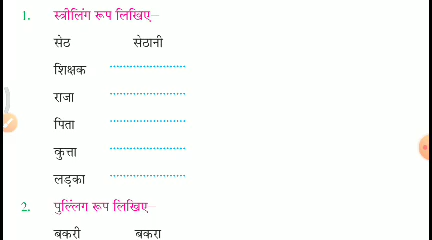 1. स्त्रीलिंग रूप लिखिए–
सेठ सेठानी
शिक्षक ........................
राजा ........................
पिता ........................
कुत्ता ........................
लड़का ........................
2. पुल्लिंग रूप लिखिए–
बकरी बकरा